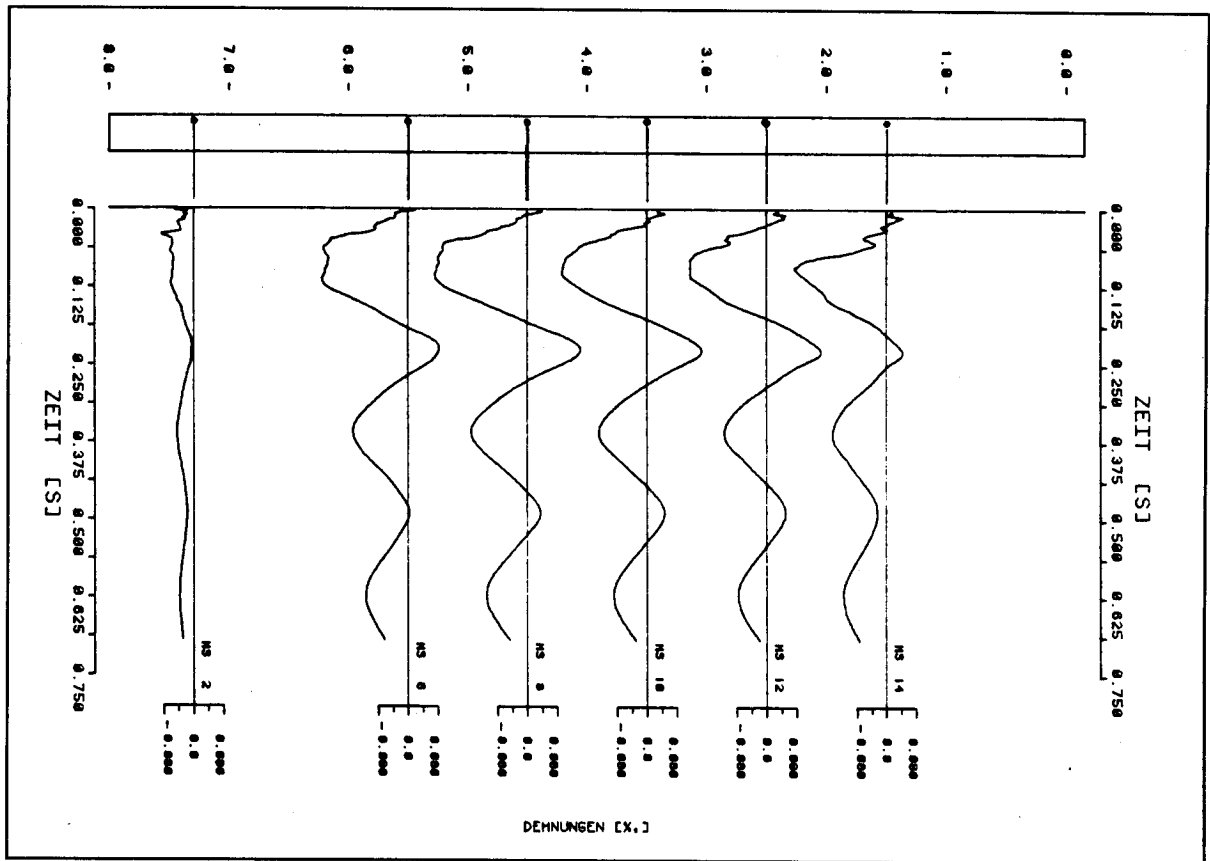 ZEIT [S]
0.000 0.125 0.250 0.375 0.500 0.625 0.750
0.0 -
1.0 -
2.0 -
MS 14
0.0
3.0 -
MS 12
0.0
4.0 -
MS 10
0.0
5.0 -
MS 8
0.0
6.0 -
MS 6
0.0
7.0 -
MS 2
0.0
8.0 -
0.000 0.125 0.250 0.375 0.500 0.625 0.750
ZEIT [S]
DEHNUNGEN [%.]